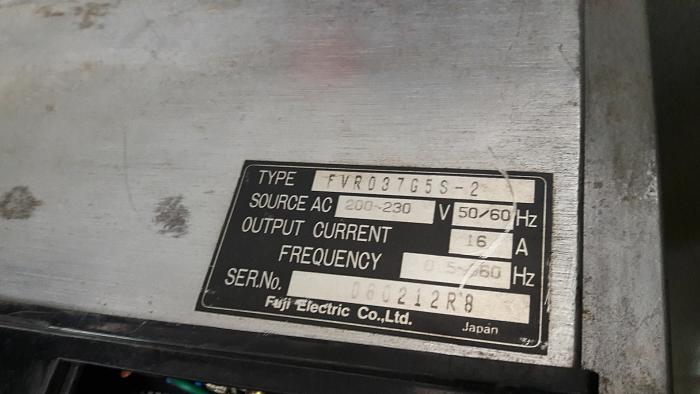 TYPE FVR037G5S-2
SOURCE AC 200~230 V 50/60 Hz
OUTPUT CURRENT 16 A
FREQUENCY Hz
SER.No. 060212R8
Fuji Electric Co.,Ltd.
Japan